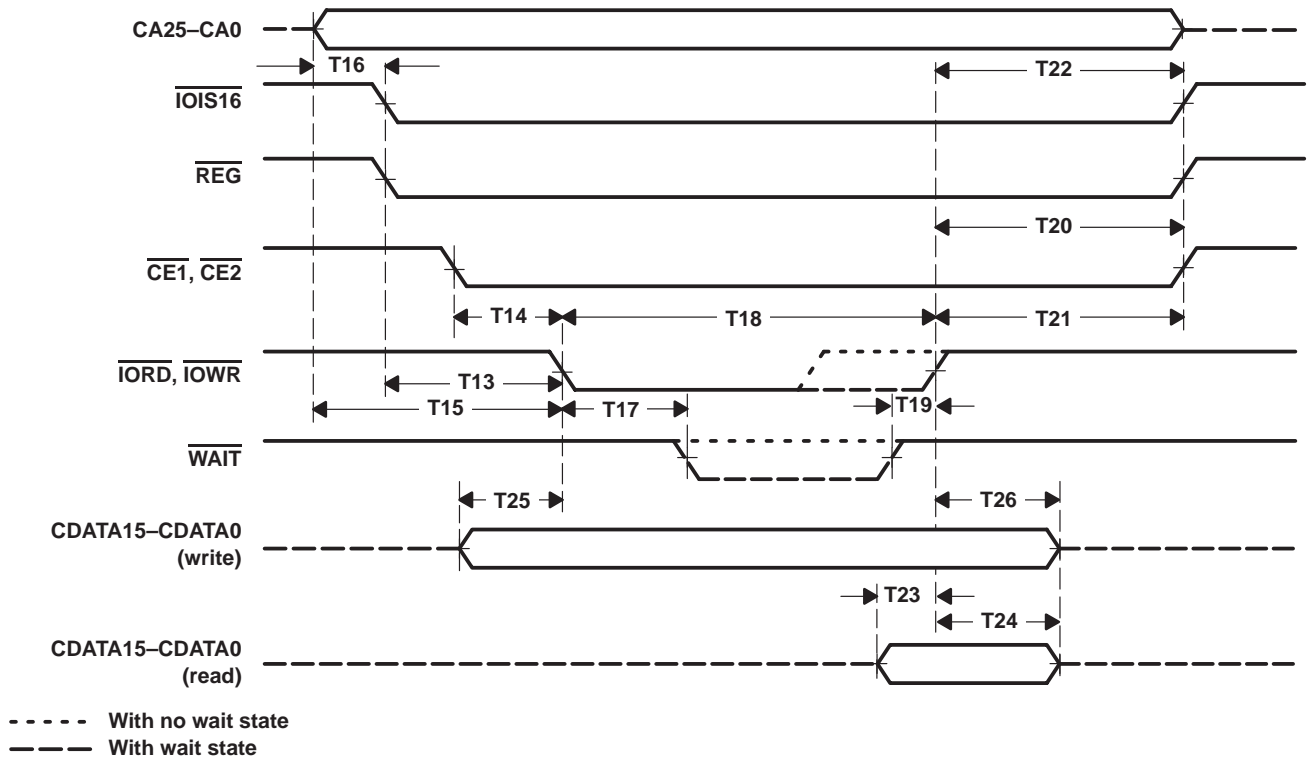 CA25–CA0
T16
T22
IOIS16
REG
T20
CE1, CE2
T14
T18
T21
IORD, IOWR
T13
T19
T15
T17
WAIT
T25
T26
CDATA15–CDATA0
(write)
T23
T24
CDATA15–CDATA0
(read)
With no wait state
With wait state